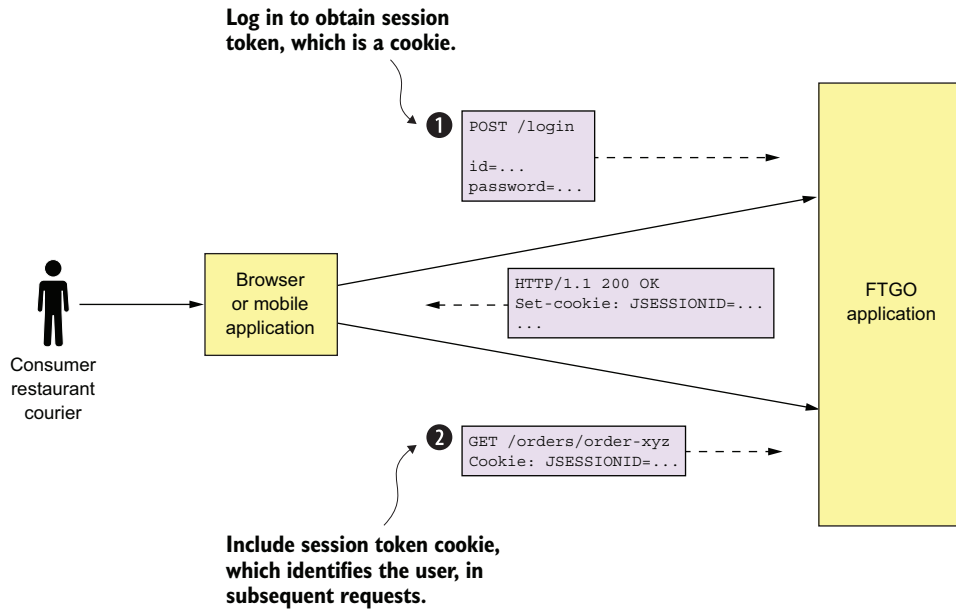 Log in to obtain session
token, which is a cookie.
1
POST /login
id=...
password=...
Browser
or mobile
application
HTTP/1.1 200 OK
Set-cookie: JSESSIONID=...
...
FTGO
application
Consumer
restaurant
courier
2
GET /orders/order-xyz
Cookie: JSESSIONID=...
Include session token cookie,
which identifies the user, in
subsequent requests.